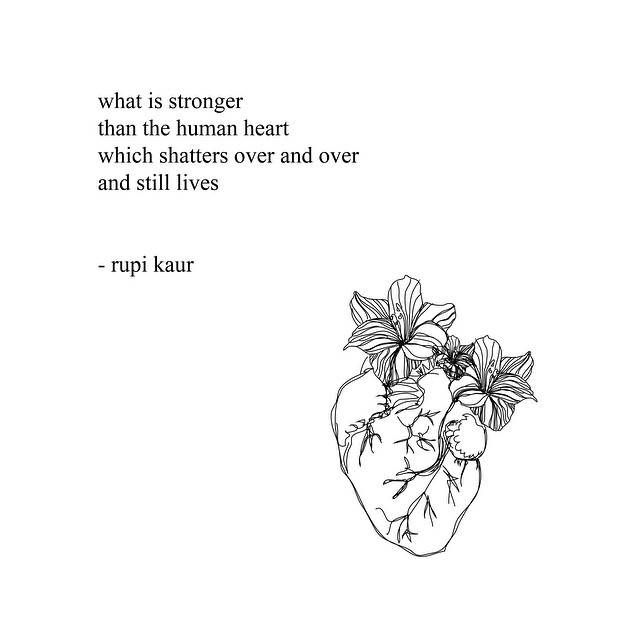 what is stronger
than the human heart
which shatters over and over
and still lives
- rupi kaur